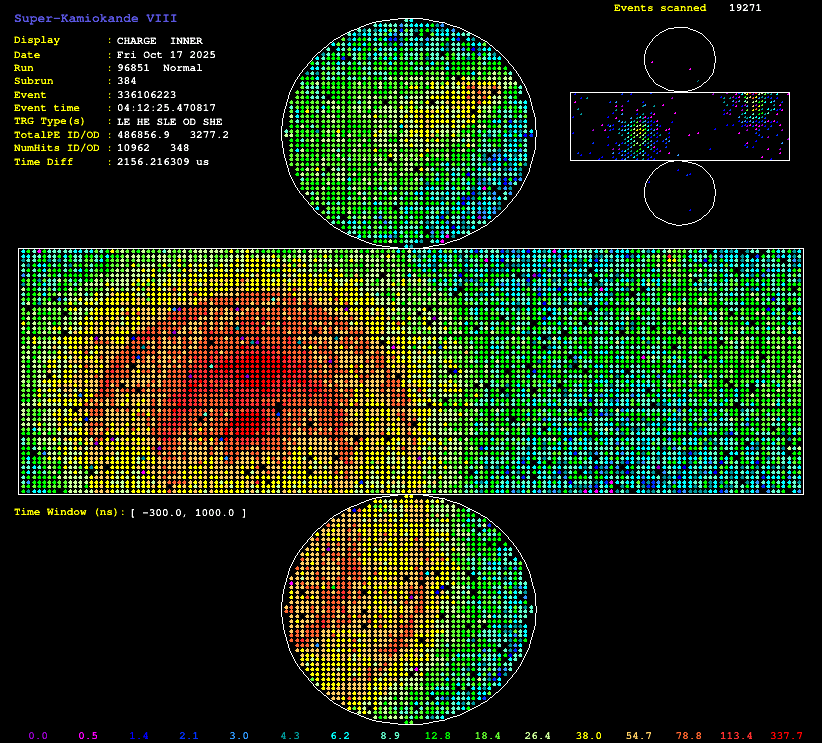 Super-Kamiokande VIII
Events scanned 19271
Display : CHARGE INNER
Date : Fri Oct 17 2025
Run : 96851 Normal
Subrun : 384
Event : 336106223
Event time : 04:12:25.470817
TRG Type(s) : LE HE SLE OD SHE
TotalPE ID/OD : 486856.9 3277.2
NumHits ID/OD : 10962 348
Time Diff : 2156.216309 us
Time Window (ns): [ -300.0, 1000.0 ]
0.0 0.5 1.4 2.1 3.0 4.3 6.2 8.9 12.8 18.4 26.4 38.0 54.7 78.8 113.4 337.7